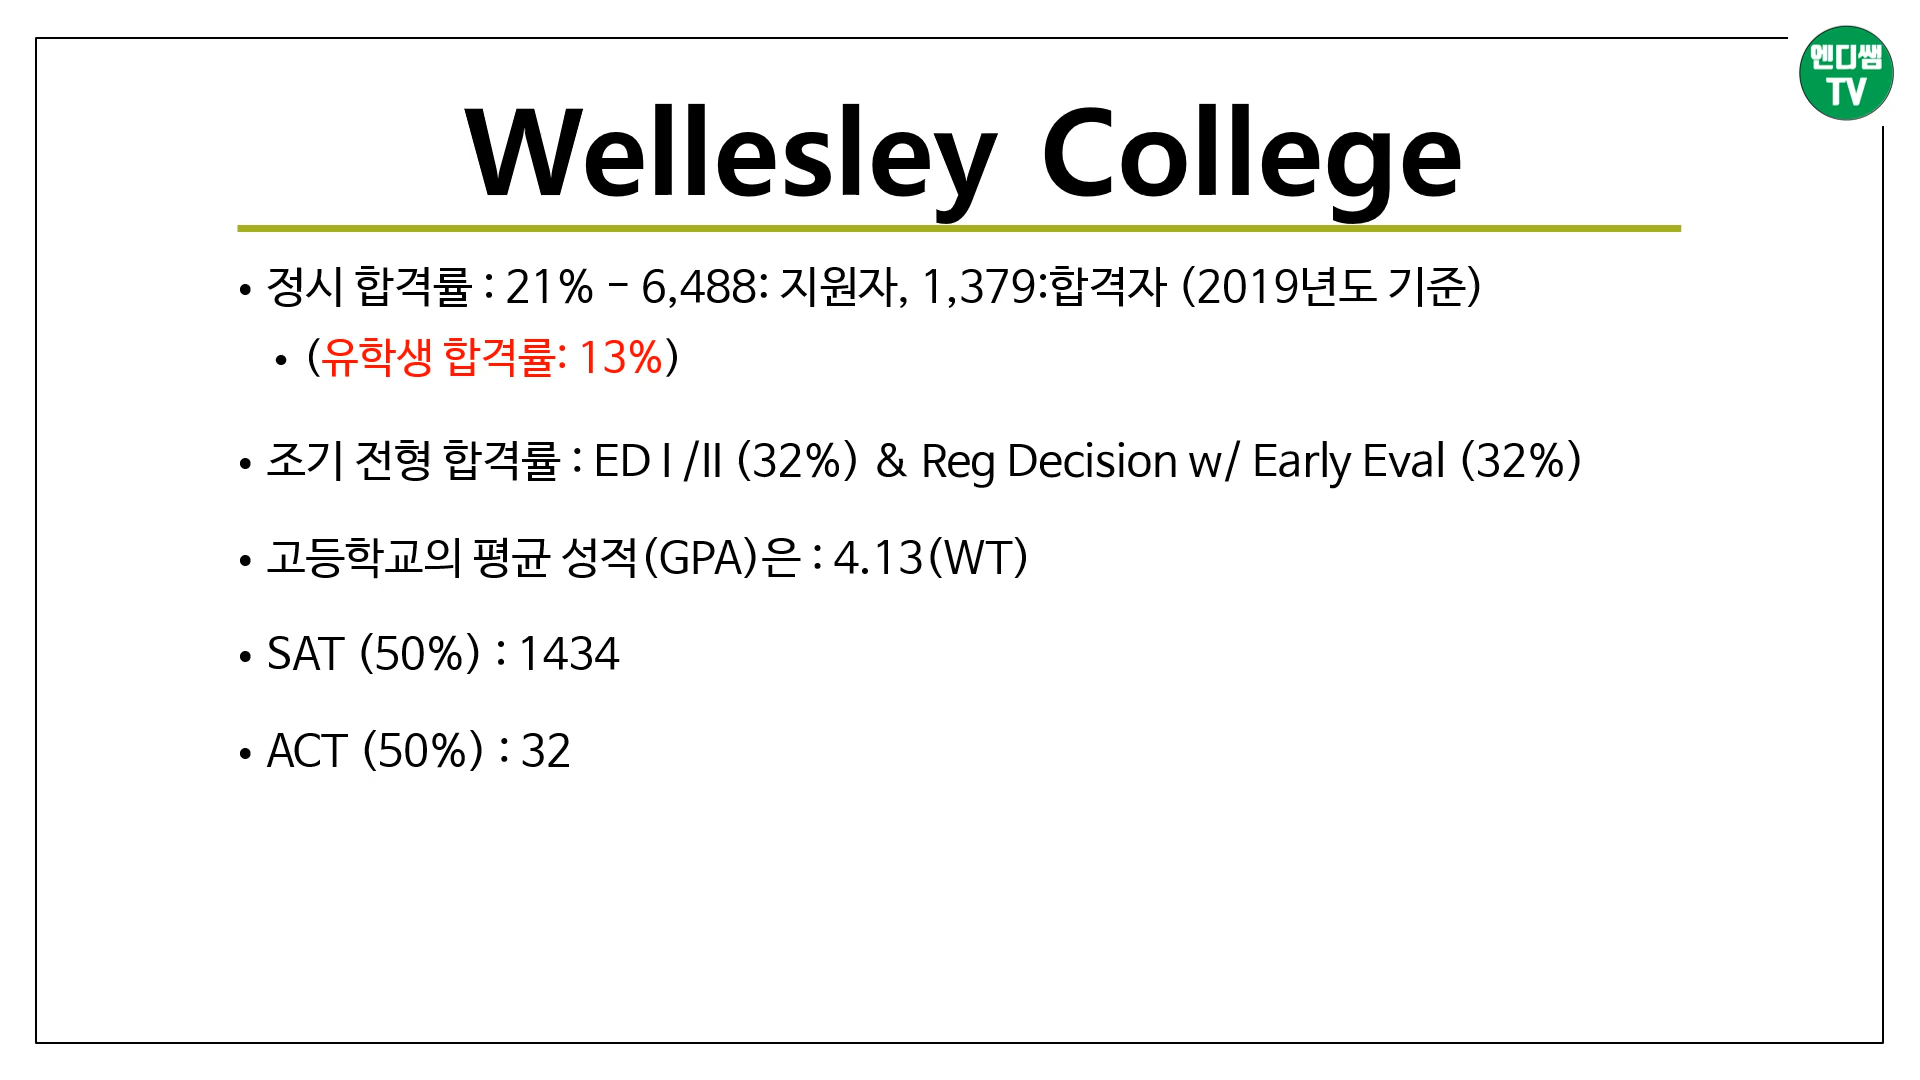 엔디쌤
TV
Wellesley College
• 정시 합격률 : 21% - 6,488: 지원자, 1,379:합격자 (2019년도 기준)
• (유학생 합격률: 13%)
• 조기 전형 합격률 : ED I /II (32%) & Reg Decision w/ Early Eval (32%)
• 고등학교의 평균 성적(GPA)은 : 4.13(WT)
• SAT (50%) : 1434
• ACT (50%) : 32